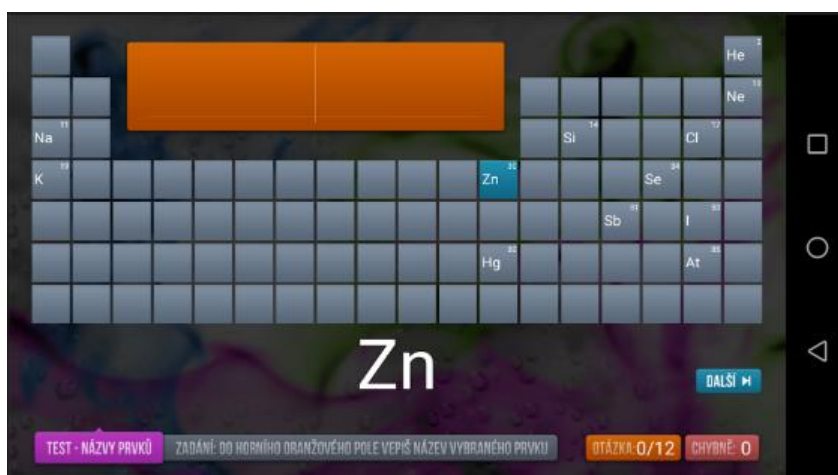 He 2
Ne 10
Na 11 Si 14 Cl 17
K 19 Zn 30 Se 34
Sb 51 I 53
Hg 80 At 85
Zn
DALŠÍ
TEST - NÁZVY PRVKŮ ZADÁNÍ: DO HORNÍHO ORANŽOVÉHO POLE VEPIŠ NÁZEV VYBRANÉHO PRVKU OTÁZKA: 0/12 CHYBNĚ: 0